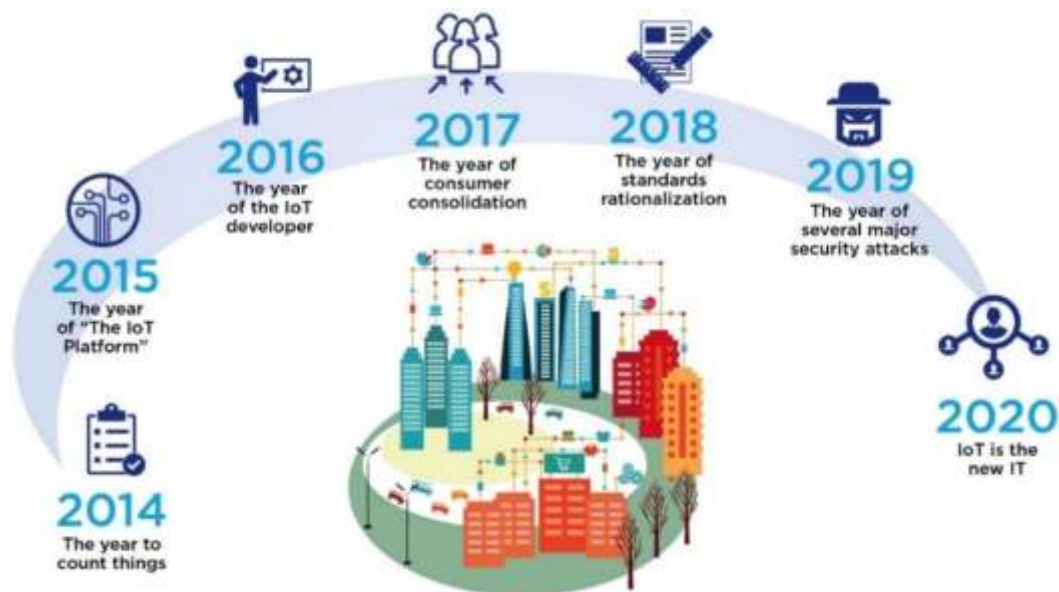 2014
The year to
count things
2015
The year
of "The IoT
Platform"
2016
The year
of the IoT
developer
2017
The year of
consumer
consolidation
2018
The year of
standards
rationalization
2019
The year of
several major
security attacks
2020
IoT is the
new IT